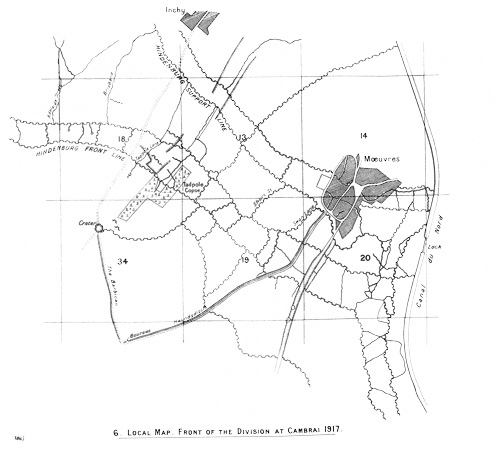 Inchy
HINDENBURG SUPPORT LINE
18
13
14
HINDENBURG FRONT LINE
Mœuvres
Tadpole
Copse
Crater
34
19
20
Lock
Canal du Nord
6. LOCAL MAP. FRONT OF THE DIVISION AT CAMBRAI 1917.